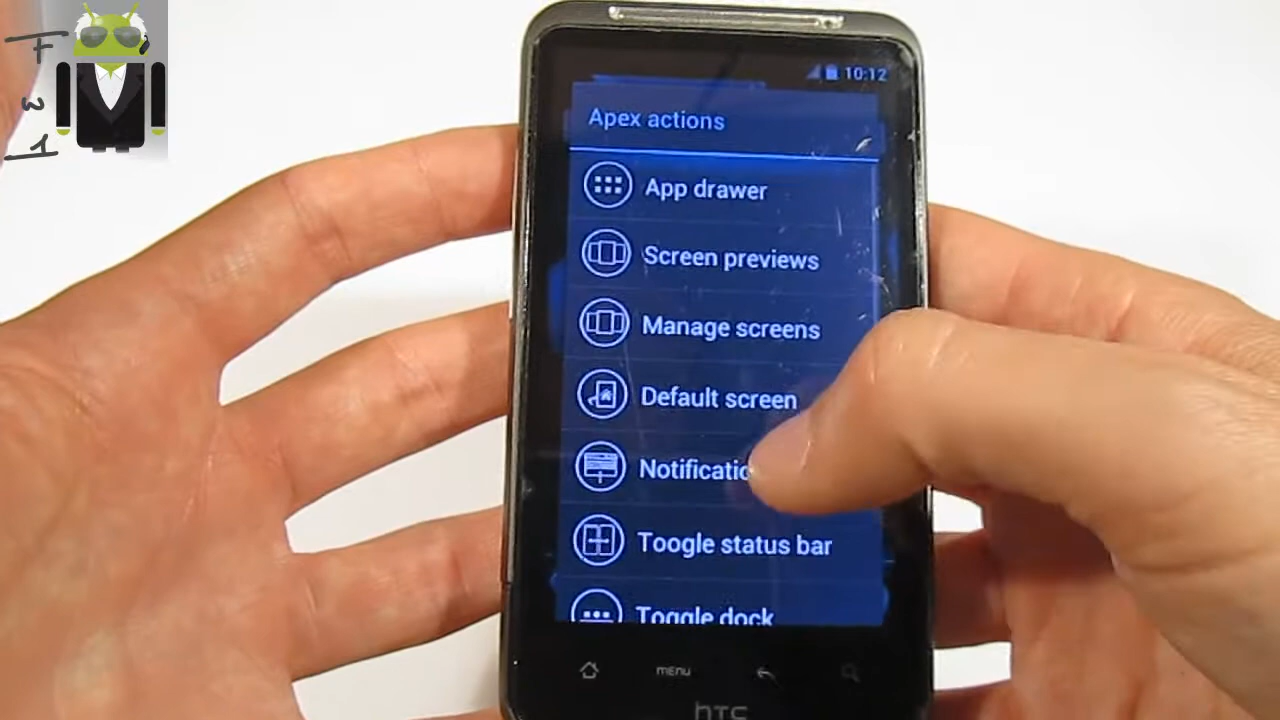 10:12
Apex actions
App drawer
Screen previews
Manage screens
Default screen
Toogle status bar
Toggle dock
menu
hTC